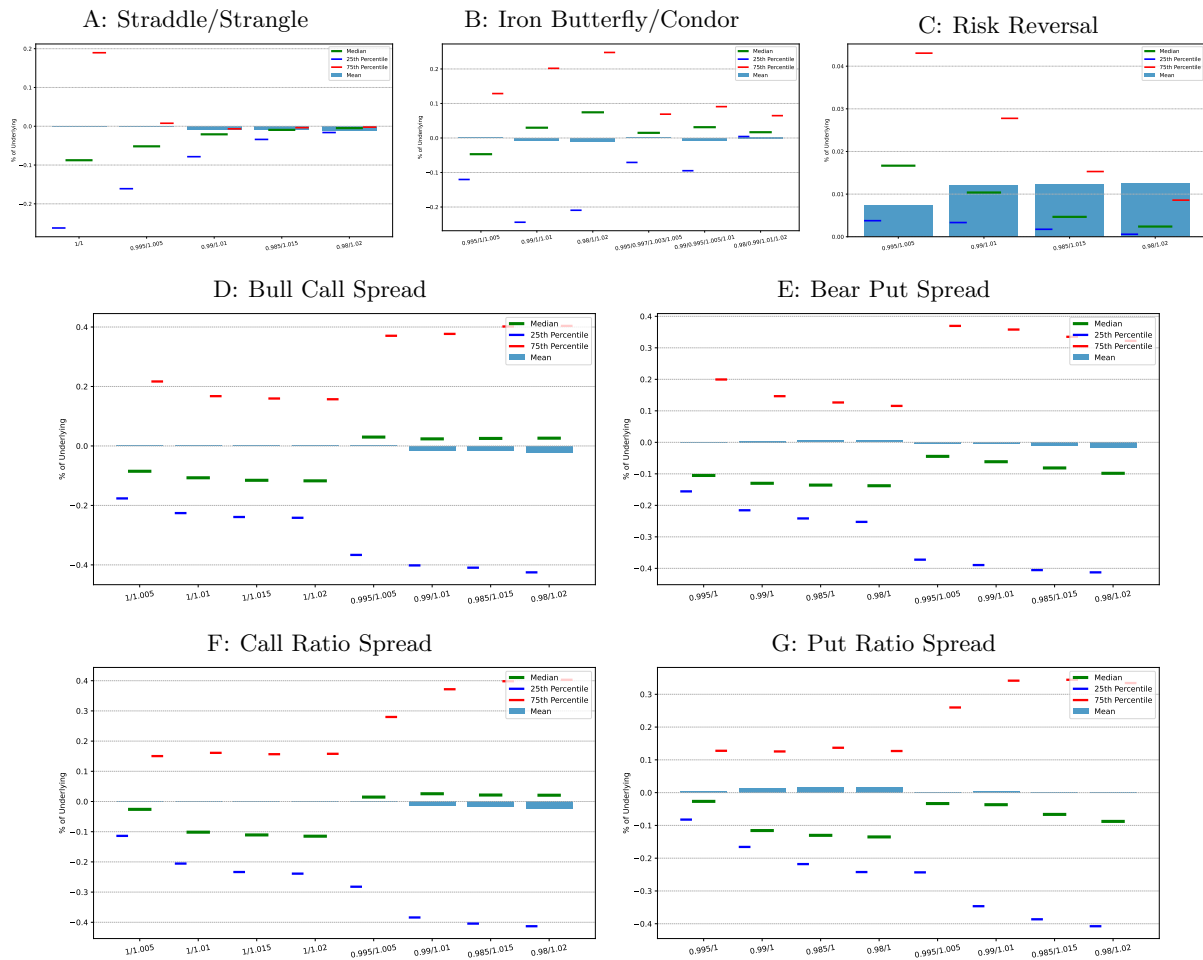 A: Straddle/Strangle
% of Underlying
0.2
0.1
0.0
−0.1
−0.2
Median
25th Percentile
75th Percentile
Mean
1/1
0.995/1.005
0.99/1.01
0.985/1.015
0.98/1.02
B: Iron Butterfly/Condor
% of Underlying
0.2
0.1
0.0
−0.1
−0.2
Median
25th Percentile
75th Percentile
Mean
0.995/1/1.005
0.99/1/1.01
0.98/1/1.02
0.995/0.997/1.003/1.005
0.99/0.995/1.005/1.01
0.98/0.99/1.01/1.02
C: Risk Reversal
% of Underlying
0.04
0.03
0.02
0.01
0.00
Median
25th Percentile
75th Percentile
Mean
0.995/1.005
0.99/1.01
0.985/1.015
0.98/1.02
D: Bull Call Spread
% of Underlying
0.4
0.2
0.0
−0.2
−0.4
Median
25th Percentile
75th Percentile
Mean
1/1.005
1/1.01
1/1.015
1/1.02
0.995/1.005
0.99/1.01
0.985/1.015
0.98/1.02
E: Bear Put Spread
% of Underlying
0.4
0.3
0.2
0.1
0.0
−0.1
−0.2
−0.3
−0.4
Median
25th Percentile
75th Percentile
Mean
0.995/1
0.99/1
0.985/1
0.98/1
0.995/1.005
0.99/1.01
0.985/1.015
0.98/1.02
F: Call Ratio Spread
% of Underlying
0.4
0.3
0.2
0.1
0.0
−0.1
−0.2
−0.3
−0.4
Median
25th Percentile
75th Percentile
Mean
1/1.005
1/1.01
1/1.015
1/1.02
0.995/1.005
0.99/1.01
0.985/1.015
0.98/1.02
G: Put Ratio Spread
% of Underlying
0.3
0.2
0.1
0.0
−0.1
−0.2
−0.3
−0.4
Median
25th Percentile
75th Percentile
Mean
0.995/1
0.99/1
0.985/1
0.98/1
0.995/1.005
0.99/1.01
0.985/1.015
0.98/1.02